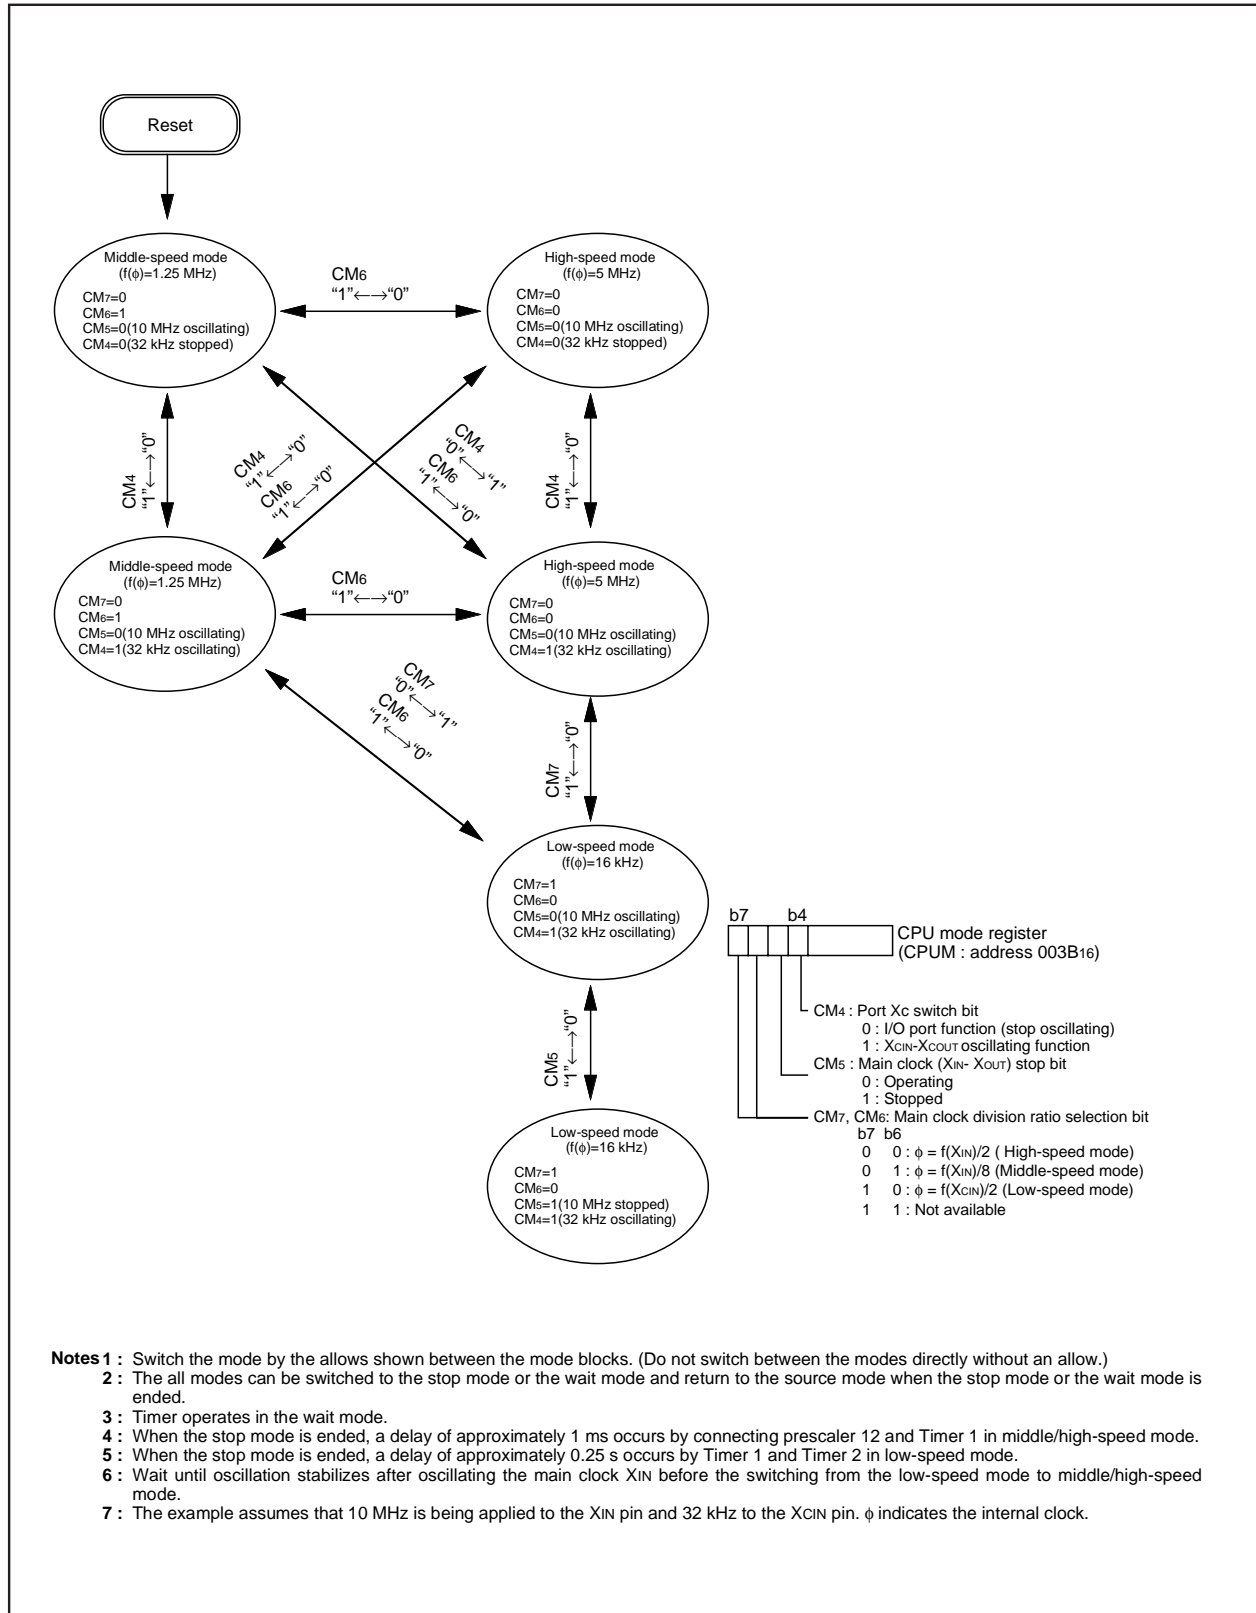 Reset
Middle-speed mode
(f(ϕ)=1.25 MHz)
CM7=0
CM6=1
CM5=0(10 MHz oscillating)
CM4=0(32 kHz stopped)
CM6
“1”←→“0”
High-speed mode
(f(ϕ)=5 MHz)
CM7=0
CM6=0
CM5=0(10 MHz oscillating)
CM4=0(32 kHz stopped)
CM4
“1”←→“0”
CM4
“1”←→“0”
CM6
“1”←→“0”
CM4
“0”←→“1”
CM6
“1”←→“0”
CM4
“1”←→“0”
Middle-speed mode
(f(ϕ)=1.25 MHz)
CM7=0
CM6=1
CM5=0(10 MHz oscillating)
CM4=1(32 kHz oscillating)
CM6
“1”←→“0”
High-speed mode
(f(ϕ)=5 MHz)
CM7=0
CM6=0
CM5=0(10 MHz oscillating)
CM4=1(32 kHz oscillating)
CM7
“0”←→“1”
CM6
“1”←→“0”
CM7
“1”←→“0”
Low-speed mode
(f(ϕ)=16 kHz)
CM7=1
CM6=0
CM5=0(10 MHz oscillating)
CM4=1(32 kHz oscillating)
CM5
“1”←→“0”
Low-speed mode
(f(ϕ)=16 kHz)
CM7=1
CM6=0
CM5=1(10 MHz stopped)
CM4=1(32 kHz oscillating)
b7 b4
CPU mode register
(CPUM : address 003B16)
CM4 : Port Xc switch bit
0 : I/O port function (stop oscillating)
1 : XCIN-XCOUT oscillating function
CM5 : Main clock (XIN- XOUT) stop bit
0 : Operating
1 : Stopped
CM7, CM6: Main clock division ratio selection bit
b7 b6
0 0 : ϕ = f(XIN)/2 ( High-speed mode)
0 1 : ϕ = f(XIN)/8 (Middle-speed mode)
1 0 : ϕ = f(XCIN)/2 (Low-speed mode)
1 1 : Not available
Notes 1 : Switch the mode by the allows shown between the mode blocks. (Do not switch between the modes directly without an allow.)
2 : The all modes can be switched to the stop mode or the wait mode and return to the source mode when the stop mode or the wait mode is
ended.
3 : Timer operates in the wait mode.
4 : When the stop mode is ended, a delay of approximately 1 ms occurs by connecting prescaler 12 and Timer 1 in middle/high-speed mode.
5 : When the stop mode is ended, a delay of approximately 0.25 s occurs by Timer 1 and Timer 2 in low-speed mode.
6 : Wait until oscillation stabilizes after oscillating the main clock XIN before the switching from the low-speed mode to middle/high-speed
mode.
7 : The example assumes that 10 MHz is being applied to the XIN pin and 32 kHz to the XCIN pin. ϕ indicates the internal clock.